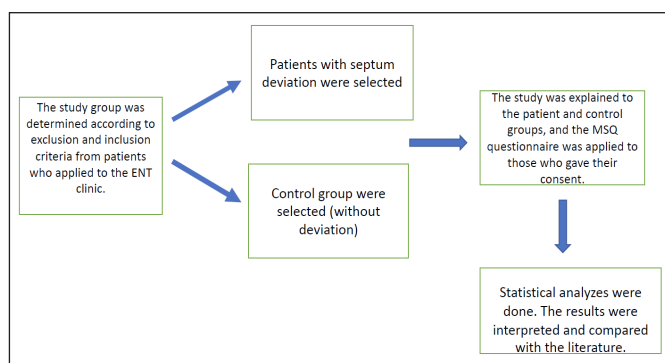 The study group was
determined according to
exclusion and inclusion
criteria from patients
who applied to the ENT
clinic.
Patients with septum
deviation were selected
Control group were
selected (without
deviation)
The study was explained to
the patient and control
groups, and the MSQ
questionnaire was applied to
those who gave their
consent.
Statistical analyzes were
done. The results were
interpreted and compared
with the literature.